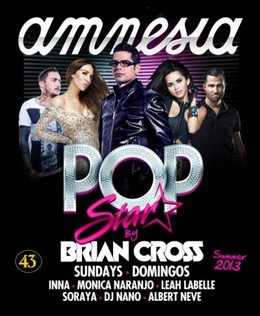 amnesia
POP
Star
by
BRIAN CROSS
SUNDAYS • DOMINGOS
Summer
2013
43
INNA • MONICA NARANJO • LEAH LABELLE
SORAYA • DJ NANO • ALBERT NEVE